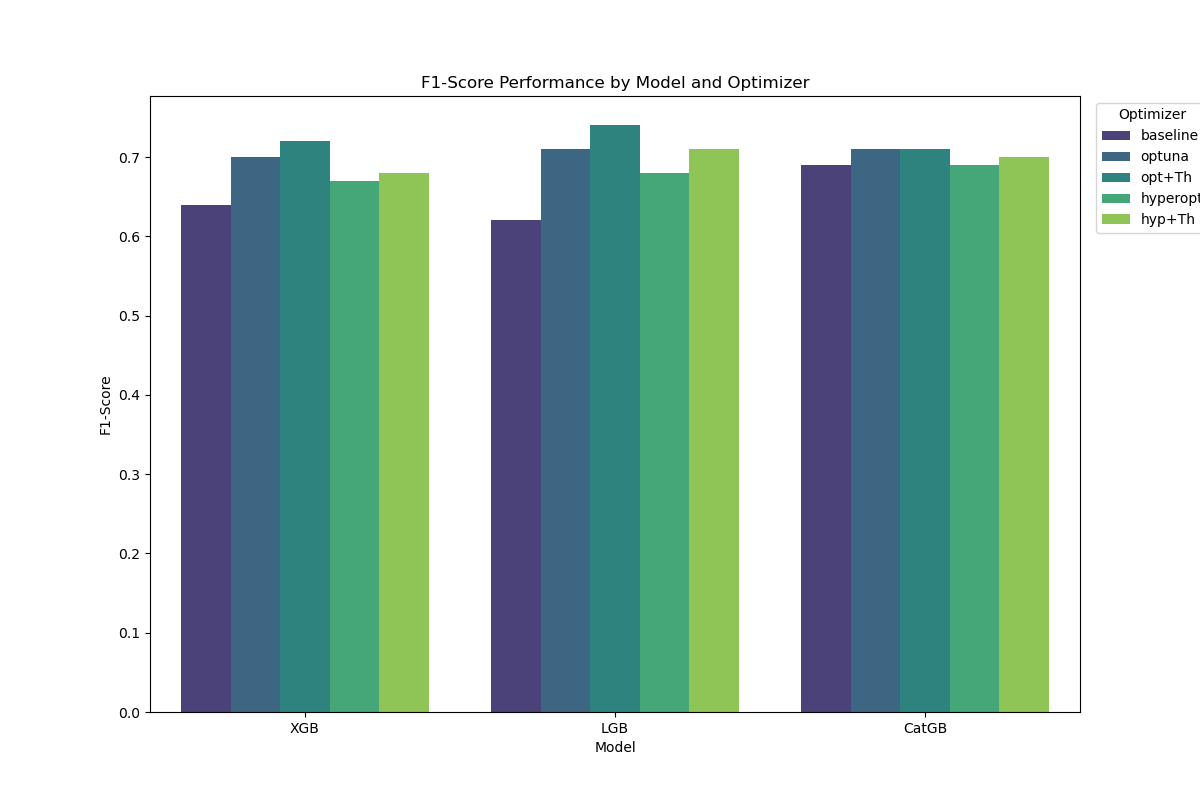 F1-Score Performance by Model and Optimizer
Optimizer
baseline
optuna
opt+Th
hyperopt
hyp+Th
F1-Score
0.7
0.6
0.5
0.4
0.3
0.2
0.1
0.0
XGB
LGB
CatGB
Model